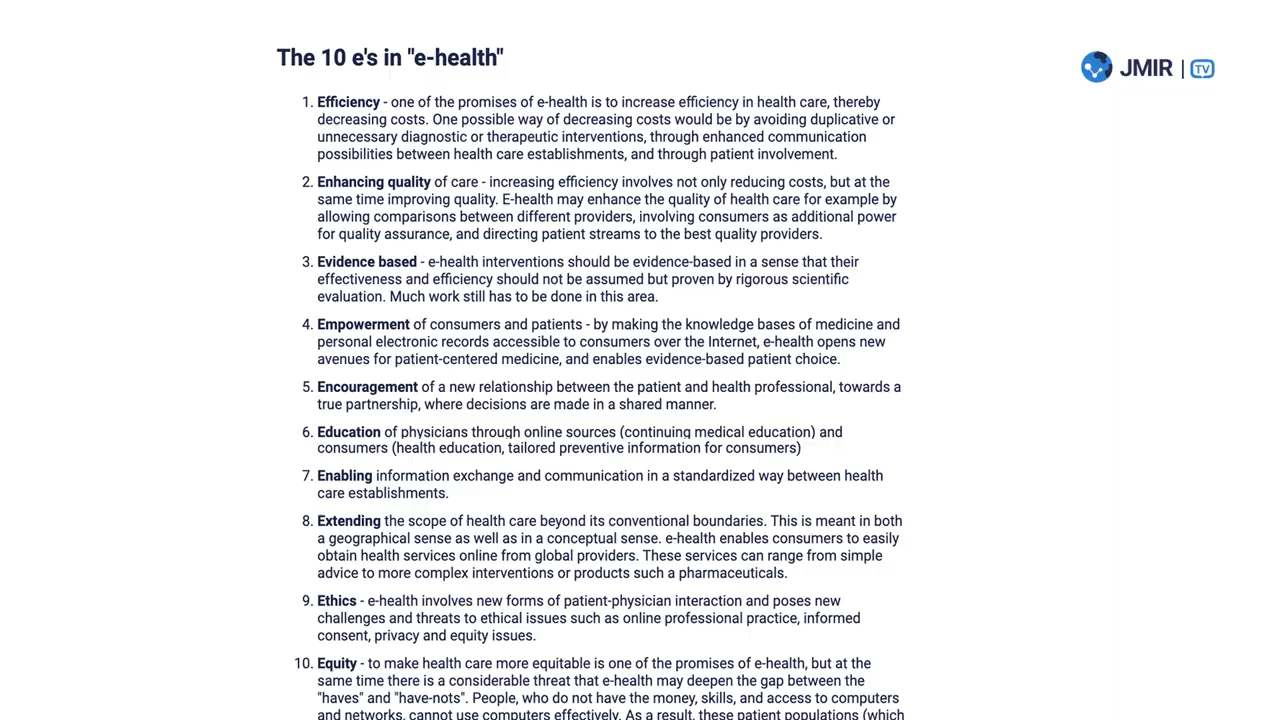 The 10 e's in "e-health"
JMIR | TV
1. Efficiency - one of the promises of e-health is to increase efficiency in health care, thereby
decreasing costs. One possible way of decreasing costs would be by avoiding duplicative or
unnecessary diagnostic or therapeutic interventions, through enhanced communication
possibilities between health care establishments, and through patient involvement.
2. Enhancing quality of care - increasing efficiency involves not only reducing costs, but at the
same time improving quality. E-health may enhance the quality of health care for example by
allowing comparisons between different providers, involving consumers as additional power
for quality assurance, and directing patient streams to the best quality providers.
3. Evidence based - e-health interventions should be evidence-based in a sense that their
effectiveness and efficiency should not be assumed but proven by rigorous scientific
evaluation. Much work still has to be done in this area.
4. Empowerment of consumers and patients - by making the knowledge bases of medicine and
personal electronic records accessible to consumers over the Internet, e-health opens new
avenues for patient-centered medicine, and enables evidence-based patient choice.
5. Encouragement of a new relationship between the patient and health professional, towards a
true partnership, where decisions are made in a shared manner.
6. Education of physicians through online sources (continuing medical education) and
consumers (health education, tailored preventive information for consumers)
7. Enabling information exchange and communication in a standardized way between health
care establishments.
8. Extending the scope of health care beyond its conventional boundaries. This is meant in both
a geographical sense as well as in a conceptual sense. e-health enables consumers to easily
obtain health services online from global providers. These services can range from simple
advice to more complex interventions or products such a pharmaceuticals.
9. Ethics - e-health involves new forms of patient-physician interaction and poses new
challenges and threats to ethical issues such as online professional practice, informed
consent, privacy and equity issues.
10. Equity - to make health care more equitable is one of the promises of e-health, but at the
same time there is a considerable threat that e-health may deepen the gap between the
"haves" and "have-nots". People, who do not have the money, skills, and access to computers
and networks, cannot use computers effectively. As a result, these patient populations (which